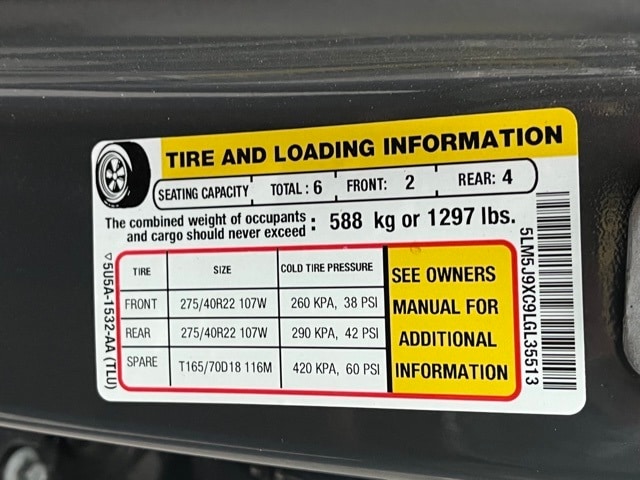 TIRE AND LOADING INFORMATION
SEATING CAPACITY TOTAL : 6 FRONT: 2 REAR: 4
The combined weight of occupants
and cargo should never exceed : 588 kg or 1297 lbs.
TIRE SIZE COLD TIRE PRESSURE
FRONT 275/40R22 107W 260 KPA, 38 PSI
REAR 275/40R22 107W 290 KPA, 42 PSI
SPARE T165/70D18 116M 420 KPA, 60 PSI
SEE OWNERS
MANUAL FOR
ADDITIONAL
INFORMATION
5U5A-1532-AA (TLU)
5LM5J9XC9LGL35513